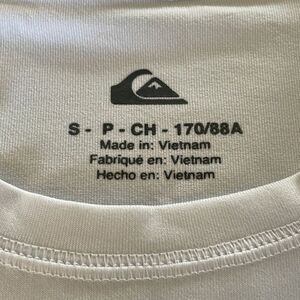 S - P - CH - 170/88A
Made in: Vietnam
Fabriqué en: Vietnam
Hecho en: Vietnam